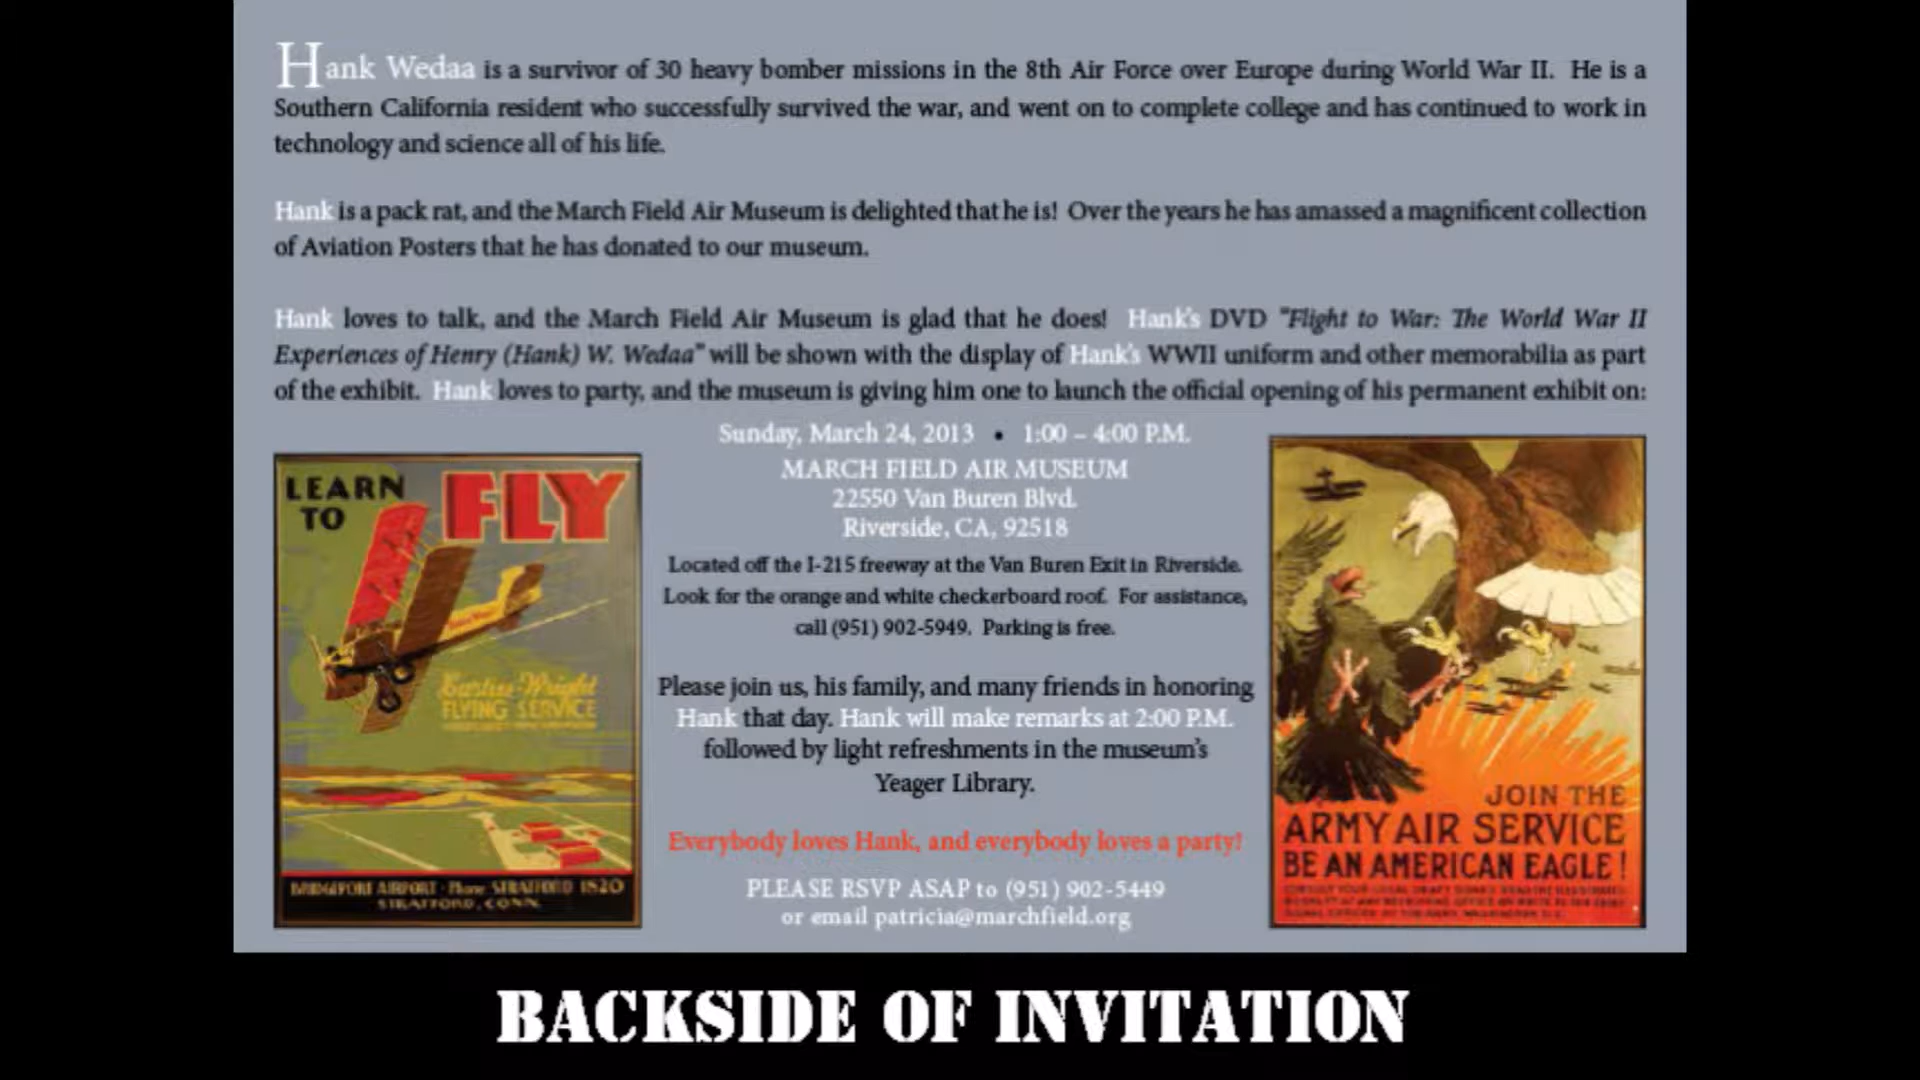 Hank Wedaa is a survivor of 30 heavy bomber missions in the 8th Air Force over Europe during World War II. He is a
Southern California resident who successfully survived the war, and went on to complete college and has continued to work in
technology and science all of his life.
Hank is a pack rat, and the March Field Air Museum is delighted that he is! Over the years he has amassed a magnificent collection
of Aviation Posters that he has donated to our museum.
Hank loves to talk, and the March Field Air Museum is glad that he does! Hank's DVD "Flight to War: The World War II
Experiences of Henry (Hank) W. Wedaa" will be shown with the display of Hank's WWII uniform and other memorabilia as part
of the exhibit. Hank loves to party, and the museum is giving him one to launch the official opening of his permanent exhibit on:
Sunday, March 24, 2013 • 1:00 – 4:00 P.M.
MARCH FIELD AIR MUSEUM
22550 Van Buren Blvd.
Riverside, CA, 92518
Located off the I-215 freeway at the Van Buren Exit in Riverside.
Look for the orange and white checkerboard roof. For assistance,
call (951) 902-5949. Parking is free.
Please join us, his family, and many friends in honoring
Hank that day. Hank will make remarks at 2:00 P.M.
followed by light refreshments in the museum's
Yeager Library.
Everybody loves Hank, and everybody loves a party!
PLEASE RSVP ASAP to (951) 902-5449
or email patricia@marchfield.org
LEARN
TO
FLY
Curtiss-Wright
FLYING SERVICE
BRIDGEPORT AIRPORT · Phone STRATFORD 1820
STRATFORD, CONN.
JOIN THE
ARMY AIR SERVICE
BE AN AMERICAN EAGLE!
BACKSIDE OF INVITATION